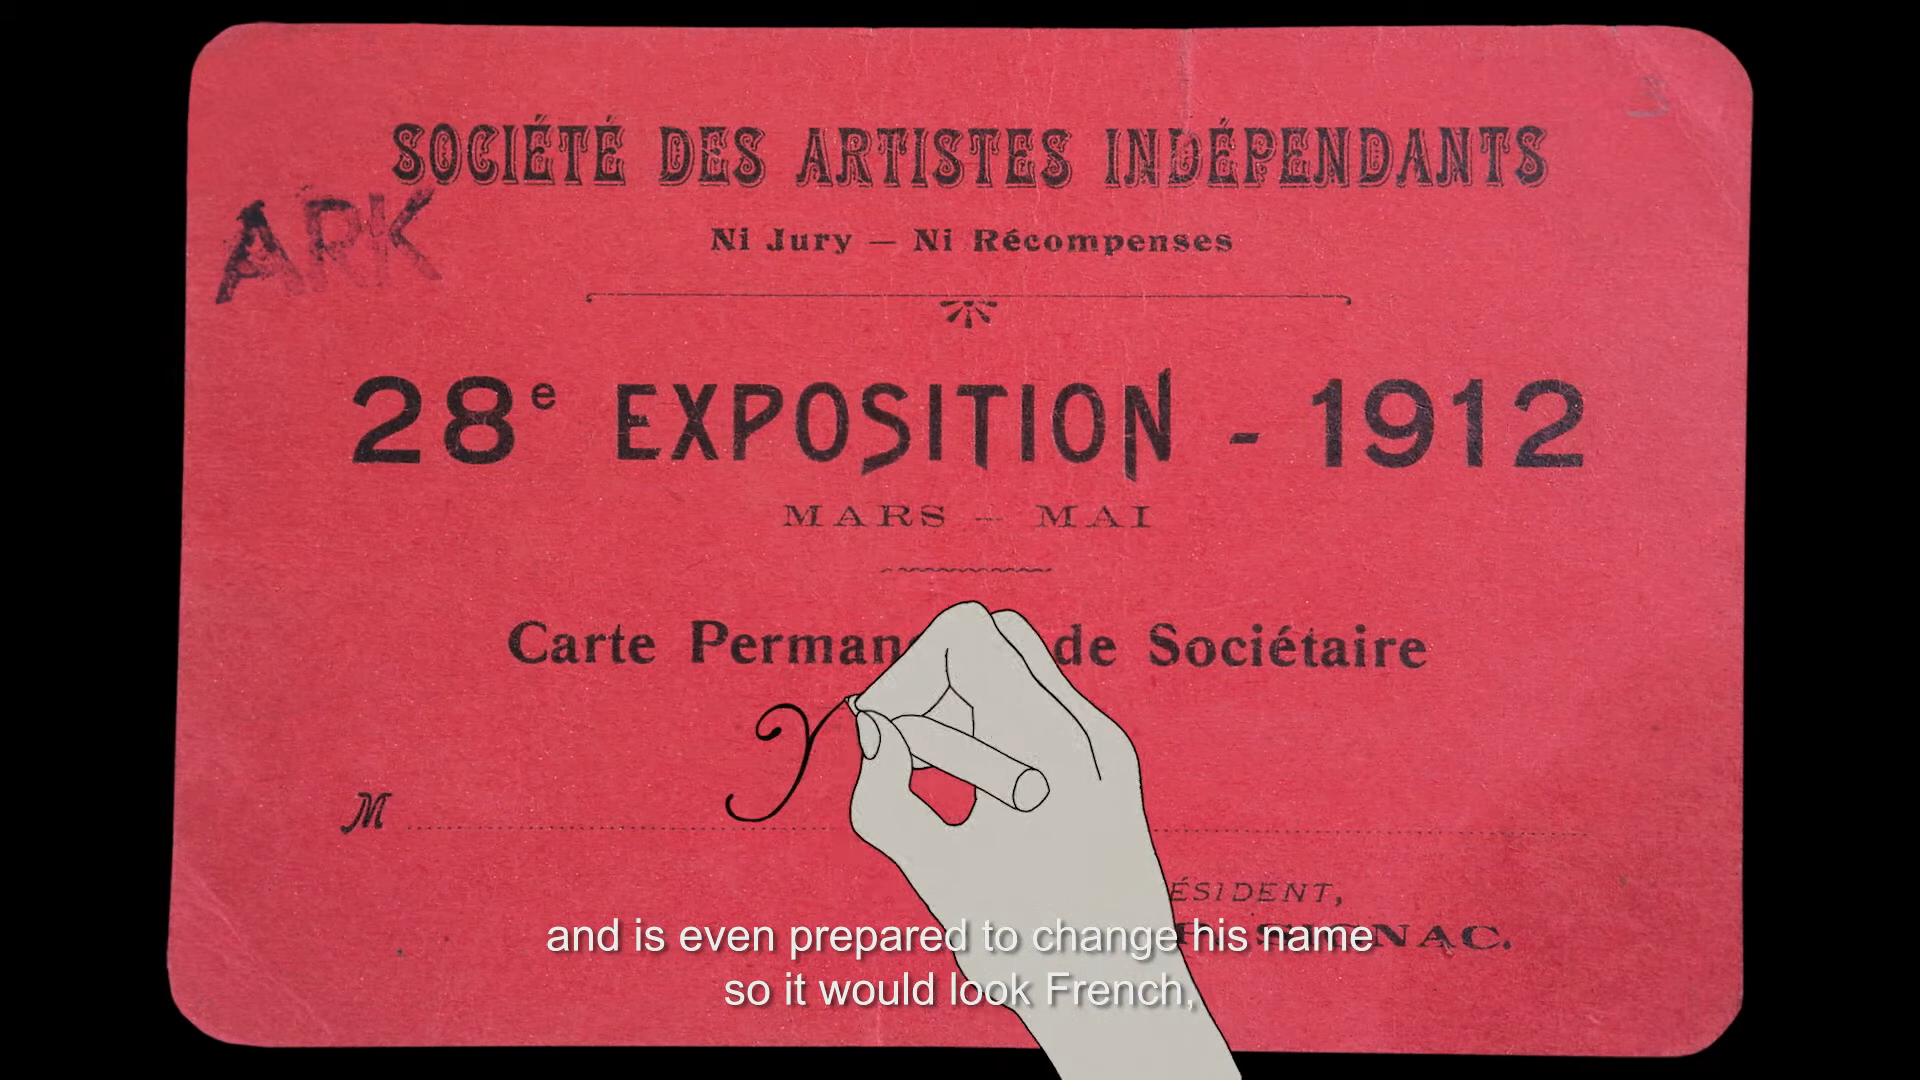 SOCIÉTÉ DES ARTISTES INDÉPENDANTS
ARK
Ni Jury — Ni Récompenses
28e EXPOSITION - 1912
MARS - MAI
Carte Perman de Sociétaire
M
ÉSIDENT,
P. SIGNAC.
and is even prepared to change his name
so it would look French,